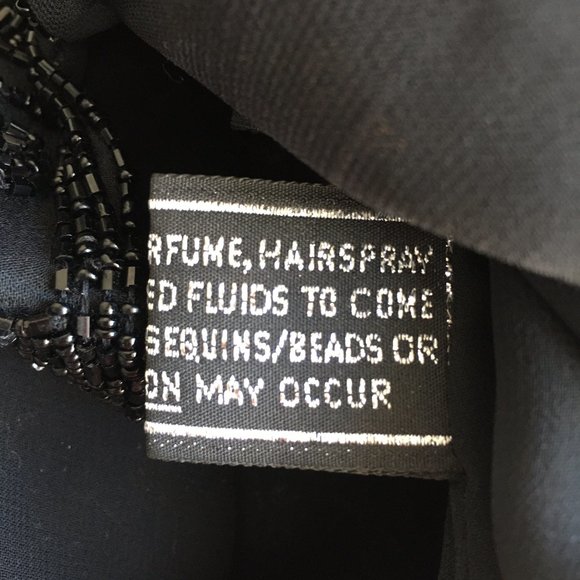 RFUME, HAIRSPRAY
ED FLUIDS TO COME
SEQUINS/BEADS OR
ON MAY OCCUR